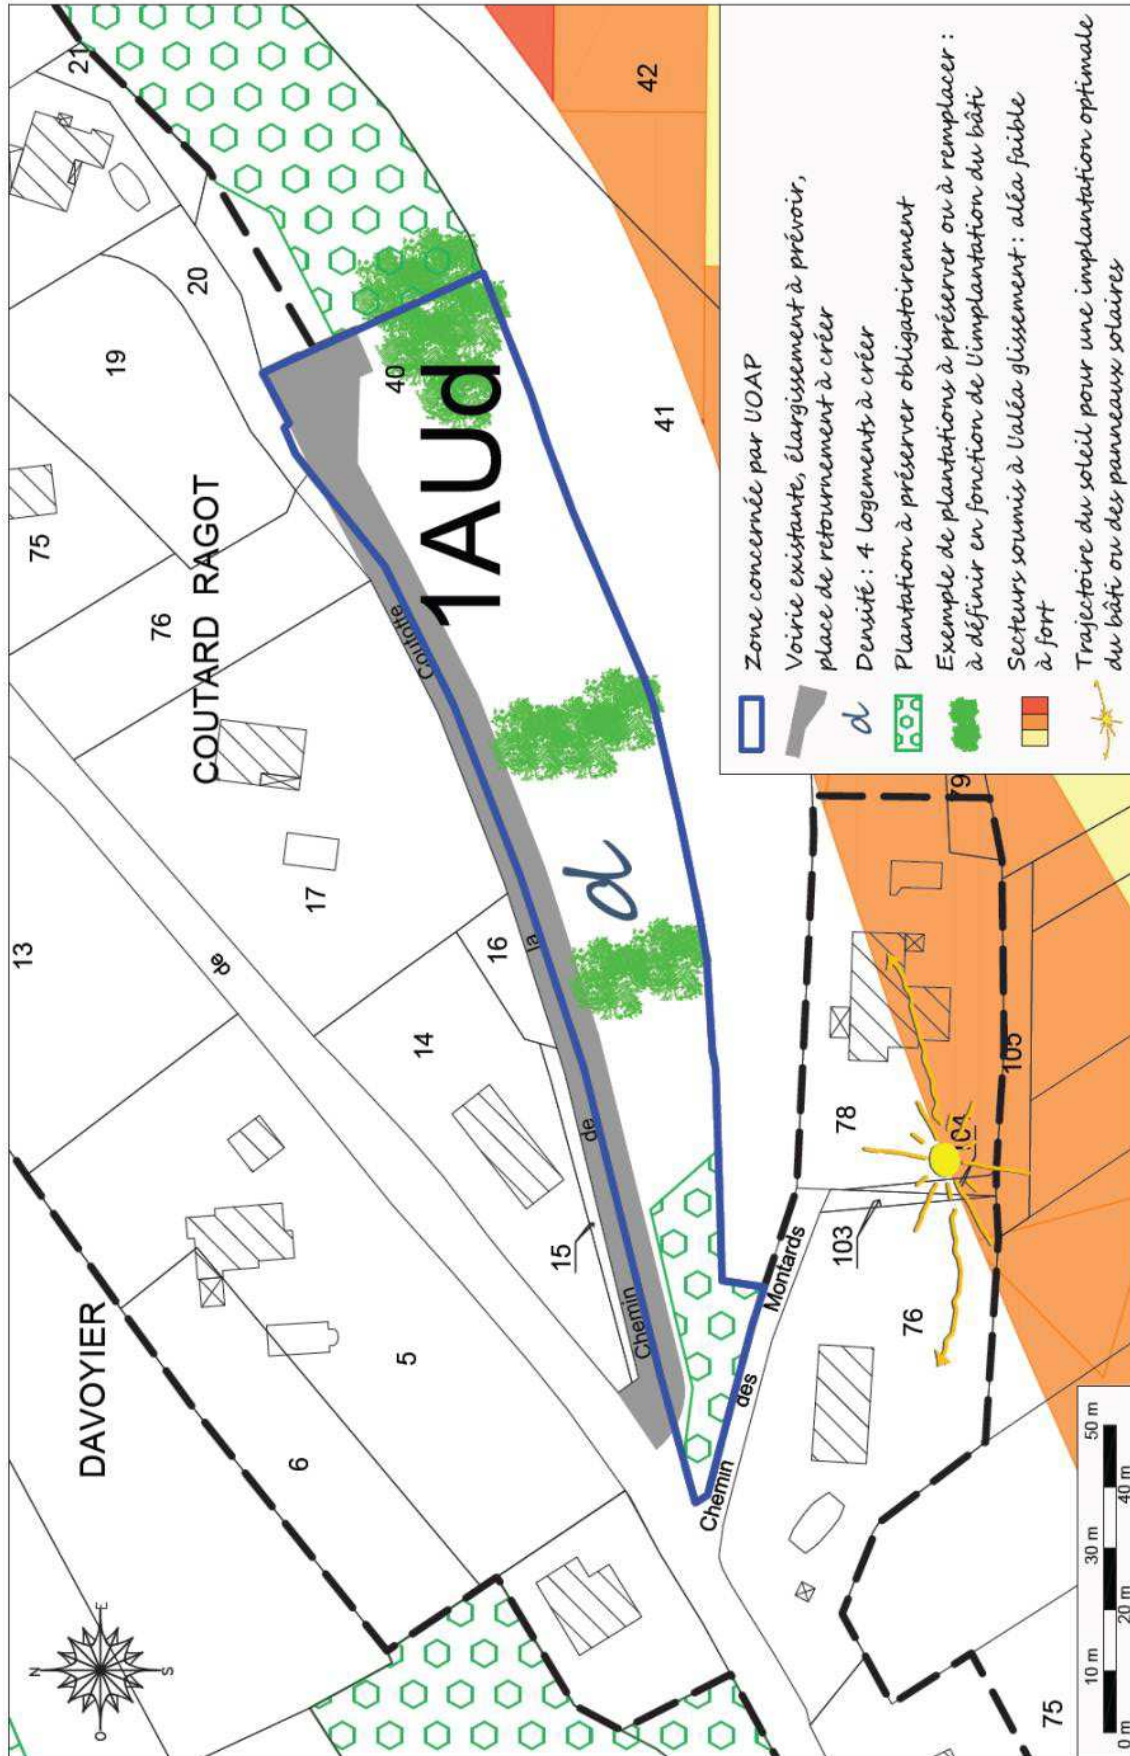 DAVOYIER
COUTARD RAGOT
1AUd
d
13
de
19
20
21
75
76
17
16
14
15
5
6
40
41
42
78
79
103
104
105
76
75
Chemin de la Coulotte
Chemin des Montards
N
E
S
O
0 m 10 m 20 m 30 m 40 m 50 m
Zone concernée par l'OAP
Voirie existante, élargissement à prévoir,
place de retournement à créer
d
Densité : 4 logements à créer
Plantation à préserver obligatoirement
Exemple de plantations à préserver ou à remplacer :
à définir en fonction de l'implantation du bâti
Secteurs soumis à l'aléa glissement : aléa faible
à fort
Trajectoire du soleil pour une implantation optimale
du bâti ou des panneaux solaires